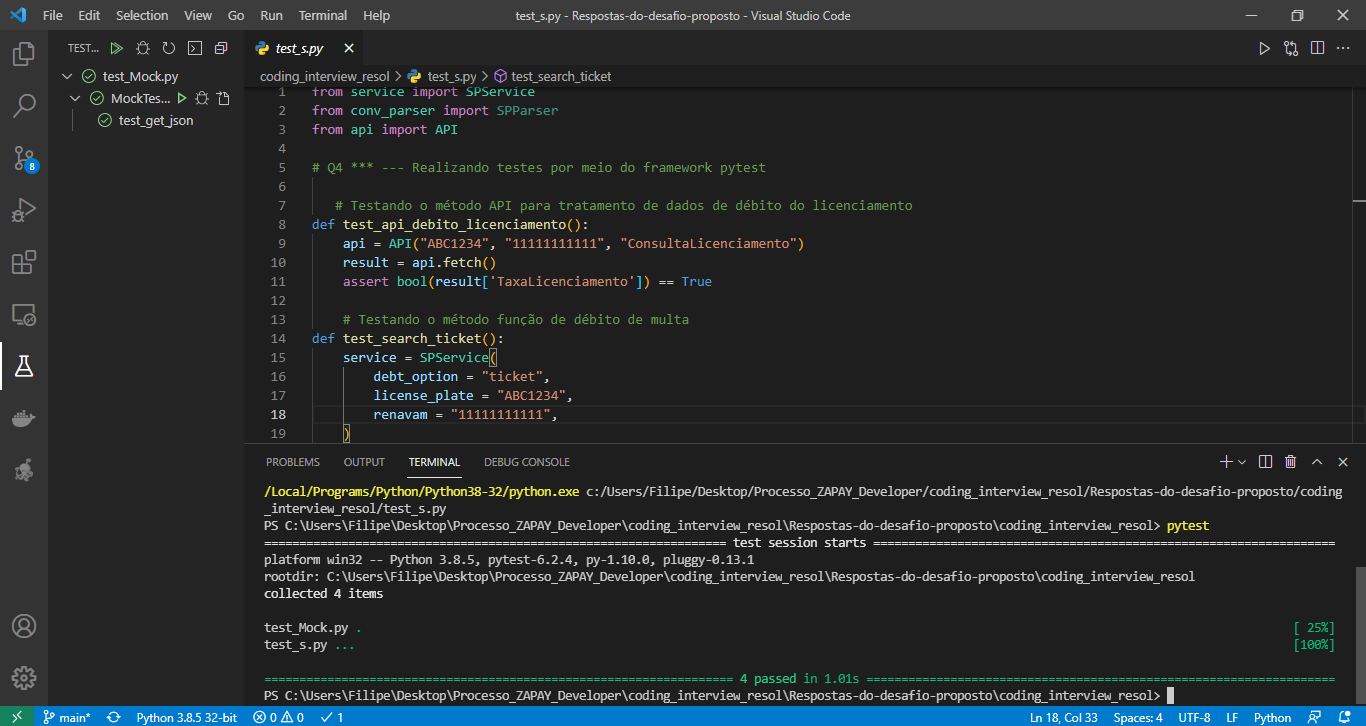 File Edit Selection View Go Run Terminal Help test_s.py - Respostas-do-desafio-proposto - Visual Studio Code
TEST...
test_Mock.py
MockTes...
test_get_json
8
test_s.py
coding_interview_resol > test_s.py > test_search_ticket
1 from service import SPService
2 from conv_parser import SPParser
3 from api import API
4
5 # Q4 *** --- Realizando testes por meio do framework pytest
6
7 # Testando o método API para tratamento de dados de débito do licenciamento
8 def test_api_debito_licenciamento():
9 api = API("ABC1234", "11111111111", "ConsultaLicenciamento")
10 result = api.fetch()
11 assert bool(result['TaxaLicenciamento']) == True
12
13 # Testando o método função de débito de multa
14 def test_search_ticket():
15 service = SPService(
16 debt_option = "ticket",
17 license_plate = "ABC1234",
18 renavam = "11111111111",
19 )
PROBLEMS OUTPUT TERMINAL DEBUG CONSOLE
/Local/Programs/Python/Python38-32/python.exe c:/Users/Filipe/Desktop/Processo_ZAPAY_Developer/coding_interview_resol/Respostas-do-desafio-proposto/coding
_interview_resol/test_s.py
PS C:\Users\Filipe\Desktop\Processo_ZAPAY_Developer\coding_interview_resol\Respostas-do-desafio-proposto\coding_interview_resol> pytest
============================================================ test session starts ============================================================
platform win32 -- Python 3.8.5, pytest-6.2.4, py-1.10.0, pluggy-0.13.1
rootdir: C:\Users\Filipe\Desktop\Processo_ZAPAY_Developer\coding_interview_resol\Respostas-do-desafio-proposto\coding_interview_resol
collected 4 items
test_Mock.py . [ 25%]
test_s.py ... [100%]
============================================================= 4 passed in 1.01s =============================================================
PS C:\Users\Filipe\Desktop\Processo_ZAPAY_Developer\coding_interview_resol\Respostas-do-desafio-proposto\coding_interview_resol>
main* Python 3.8.5 32-bit 0 0 1 Ln 18, Col 33 Spaces: 4 UTF-8 LF Python